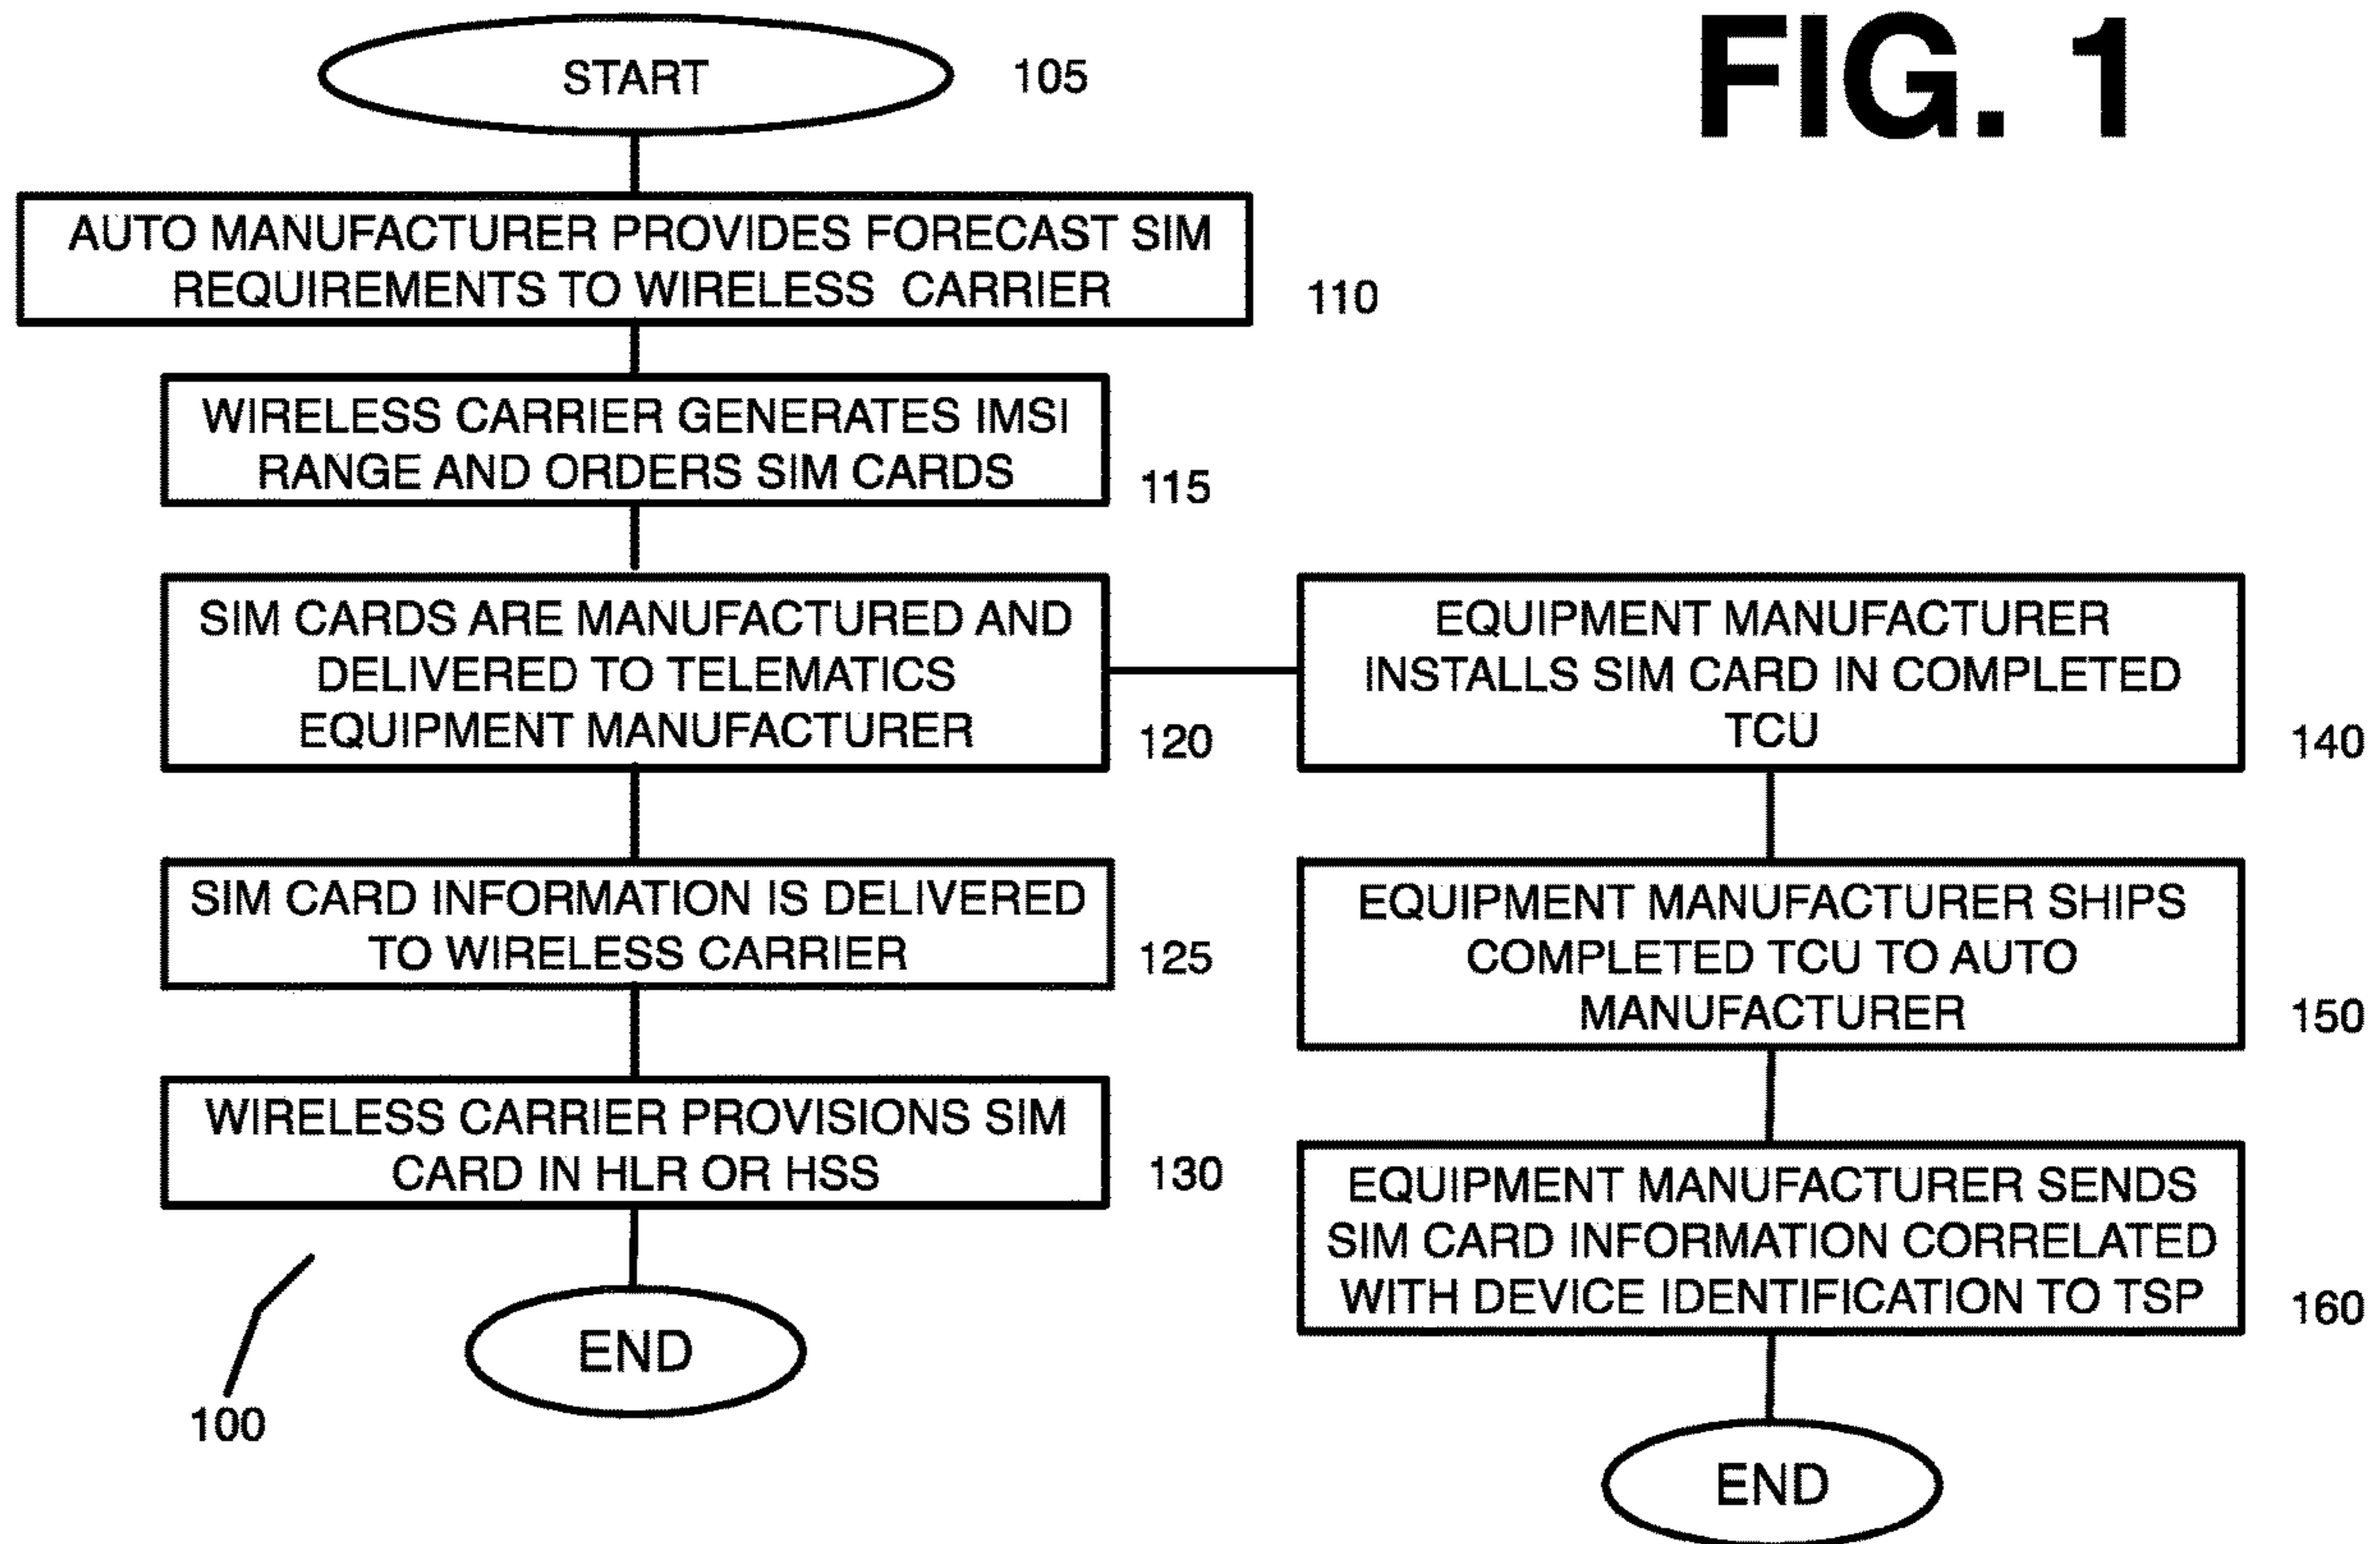 FIG. 1
START
105
AUTO MANUFACTURER PROVIDES FORECAST SIM
REQUIREMENTS TO WIRELESS CARRIER
110
WIRELESS CARRIER GENERATES IMSI
RANGE AND ORDERS SIM CARDS
115
SIM CARDS ARE MANUFACTURED AND
DELIVERED TO TELEMATICS
EQUIPMENT MANUFACTURER
120
SIM CARD INFORMATION IS DELIVERED
TO WIRELESS CARRIER
125
WIRELESS CARRIER PROVISIONS SIM
CARD IN HLR OR HSS
130
END
100
EQUIPMENT MANUFACTURER
INSTALLS SIM CARD IN COMPLETED
TCU
140
EQUIPMENT MANUFACTURER SHIPS
COMPLETED TCU TO AUTO
MANUFACTURER
150
EQUIPMENT MANUFACTURER SENDS
SIM CARD INFORMATION CORRELATED
WITH DEVICE IDENTIFICATION TO TSP
160
END